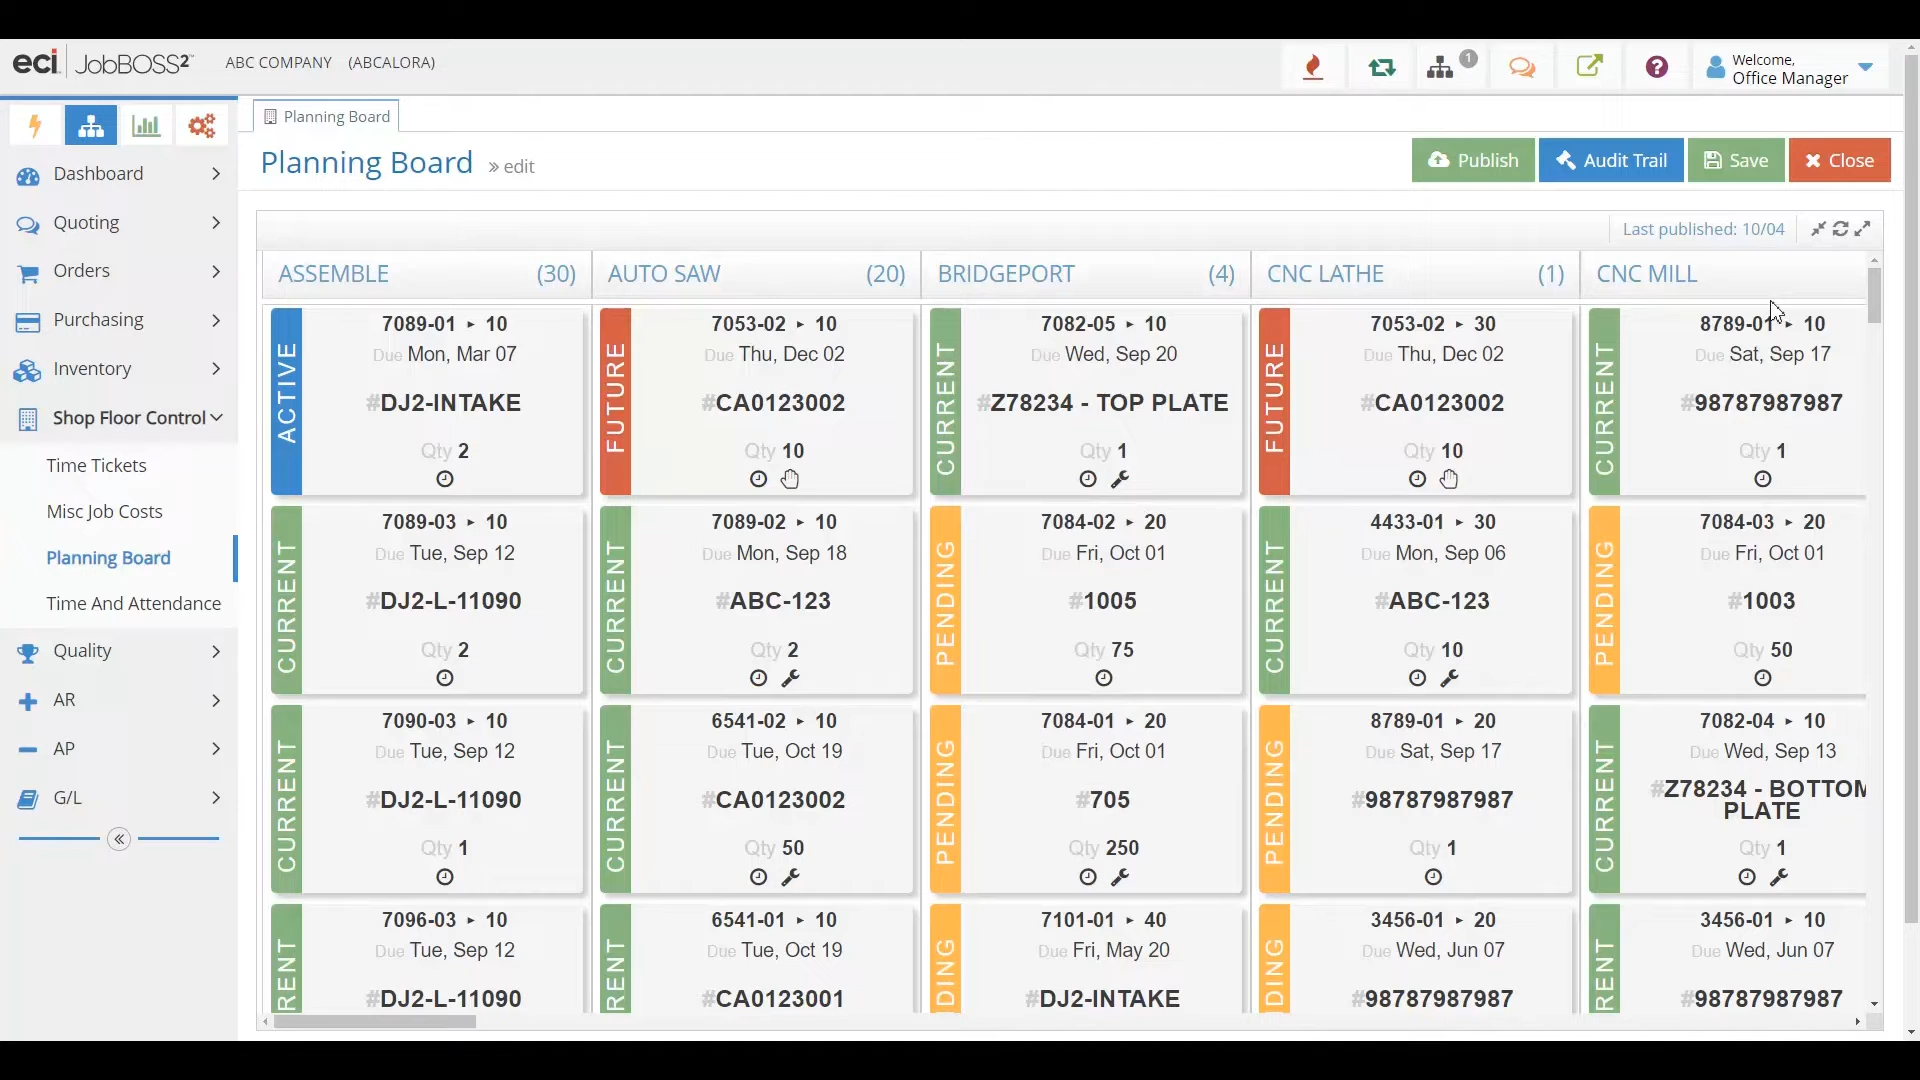 eci JobBOSS² ABC COMPANY (ABCALORA)
1
Welcome,
Office Manager
Planning Board
Planning Board » edit
Publish
Audit Trail
Save
Close
Dashboard
Quoting
Orders
Purchasing
Inventory
Shop Floor Control
Time Tickets
Misc Job Costs
Planning Board
Time And Attendance
Quality
AR
AP
G/L
Last published: 10/04
ASSEMBLE (30)
ACTIVE
7089-01 ▸ 10
Due Mon, Mar 07
#DJ2-INTAKE
Qty 2
CURRENT
7089-03 ▸ 10
Due Tue, Sep 12
#DJ2-L-11090
Qty 2
CURRENT
7090-03 ▸ 10
Due Tue, Sep 12
#DJ2-L-11090
Qty 1
RENT
7096-03 ▸ 10
Due Tue, Sep 12
#DJ2-L-11090
AUTO SAW (20)
FUTURE
7053-02 ▸ 10
Due Thu, Dec 02
#CA0123002
Qty 10
CURRENT
7089-02 ▸ 10
Due Mon, Sep 18
#ABC-123
Qty 2
CURRENT
6541-02 ▸ 10
Due Tue, Oct 19
#CA0123002
Qty 50
RENT
6541-01 ▸ 10
Due Tue, Oct 19
#CA0123001
BRIDGEPORT (4)
CURRENT
7082-05 ▸ 10
Due Wed, Sep 20
#Z78234 - TOP PLATE
Qty 1
PENDING
7084-02 ▸ 20
Due Fri, Oct 01
#1005
Qty 75
PENDING
7084-01 ▸ 20
Due Fri, Oct 01
#705
Qty 250
DING
7101-01 ▸ 40
Due Fri, May 20
#DJ2-INTAKE
CNC LATHE (1)
FUTURE
7053-02 ▸ 30
Due Thu, Dec 02
#CA0123002
Qty 10
CURRENT
4433-01 ▸ 30
Due Mon, Sep 06
#ABC-123
Qty 10
PENDING
8789-01 ▸ 20
Due Sat, Sep 17
#98787987987
Qty 1
DING
3456-01 ▸ 20
Due Wed, Jun 07
#98787987987
CNC MILL
CURRENT
8789-01 ▸ 10
Due Sat, Sep 17
#98787987987
Qty 1
PENDING
7084-03 ▸ 20
Due Fri, Oct 01
#1003
Qty 50
CURRENT
7082-04 ▸ 10
Due Wed, Sep 13
#Z78234 - BOTTOM
PLATE
Qty 1
RENT
3456-01 ▸ 10
Due Wed, Jun 07
#98787987987